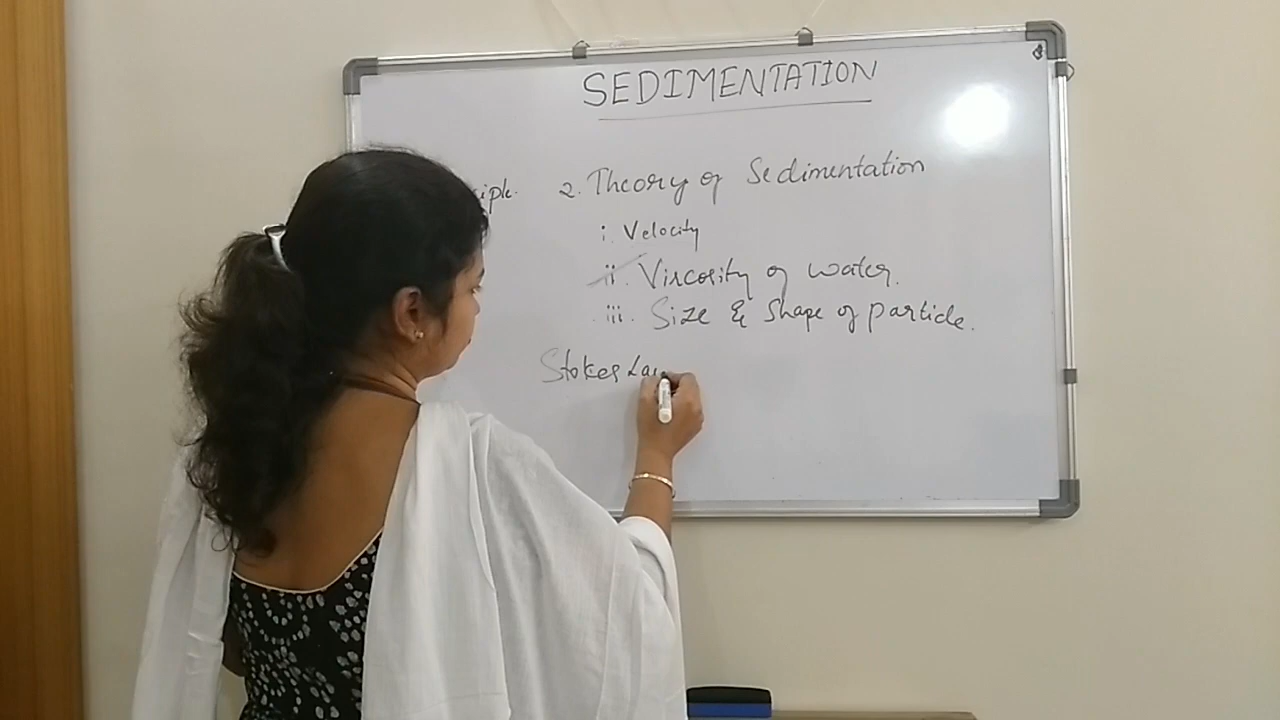 SEDIMENTATION
2. Theory of Sedimentation
i. Velocity
ii. Viscosity of water.
iii. Size & Shape of particle.
Stokes Law